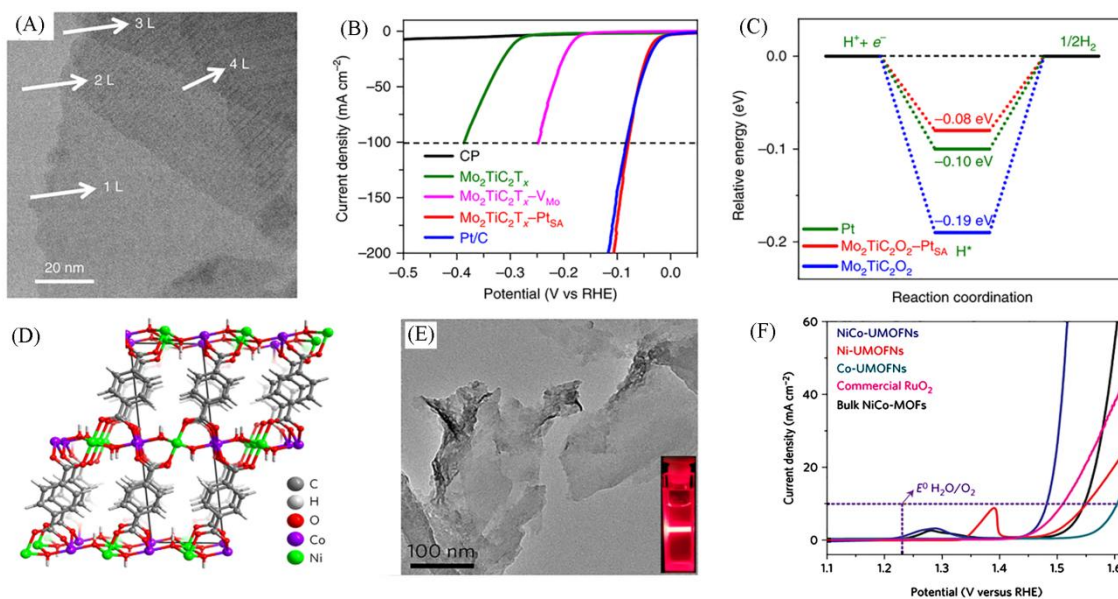 (A)
3 L
2 L
4 L
1 L
20 nm
(B)
Current density (mA cm⁻²)
0
−50
−100
−150
−200
CP
Mo₂TiC₂Tₓ
Mo₂TiC₂Tₓ–V_Mo
Mo₂TiC₂Tₓ–Pt_SA
Pt/C
−0.5 −0.4 −0.3 −0.2 −0.1 0.0
Potential (V vs RHE)
(C)
Relative energy (eV)
0.0
−0.1
−0.2
H⁺ + e⁻
1/2H₂
−0.08 eV
−0.10 eV
−0.19 eV
Pt
Mo₂TiC₂O₂–Pt_SA
H*
Mo₂TiC₂O₂
Reaction coordination
(D)
C
H
O
Co
Ni
(E)
100 nm
(F)
Current density (mA cm⁻²)
60
40
20
0
NiCo-UMOFNs
Ni-UMOFNs
Co-UMOFNs
Commercial RuO₂
Bulk NiCo-MOFs
E⁰ H₂O/O₂
1.1 1.2 1.3 1.4 1.5 1.6
Potential (V versus RHE)